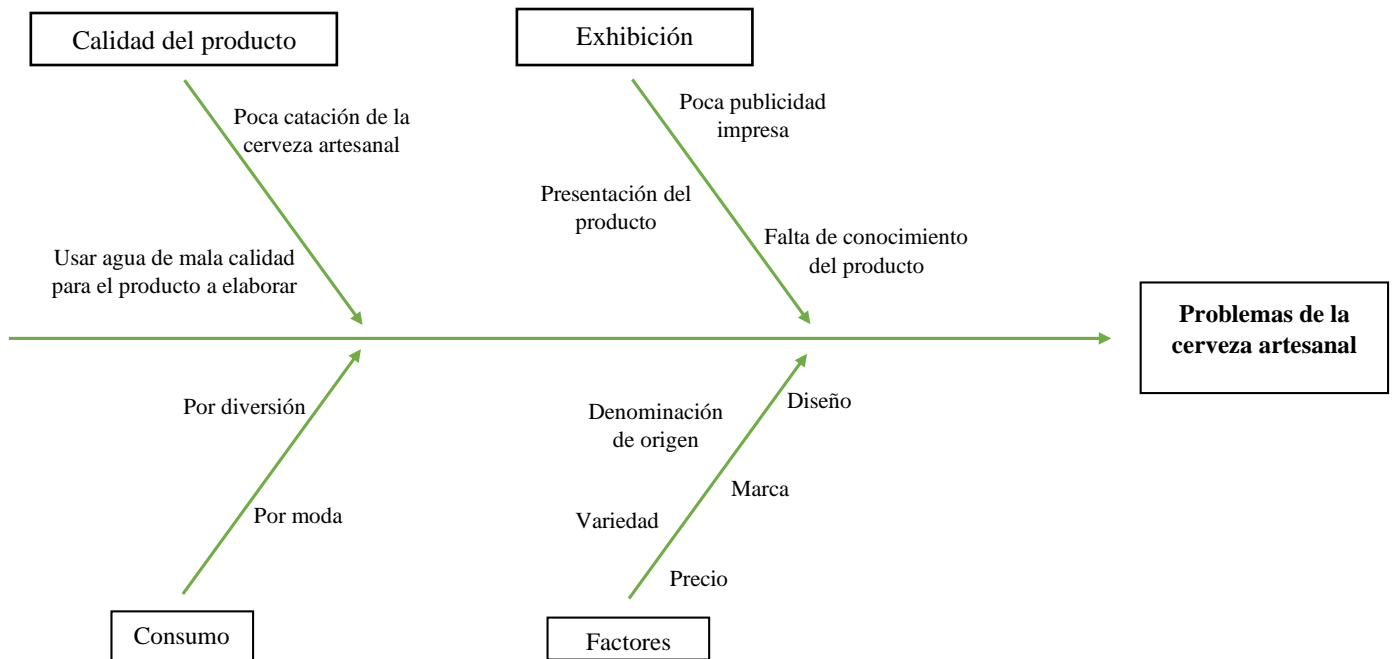 Calidad del producto
Exhibición
Poca catación de la
cerveza artesanal
Poca publicidad
impresa
Presentación del
producto
Usar agua de mala calidad
para el producto a elaborar
Falta de conocimiento
del producto
Problemas de la
cerveza artesanal
Por diversión
Por moda
Denominación
de origen
Diseño
Marca
Variedad
Precio
Consumo
Factores